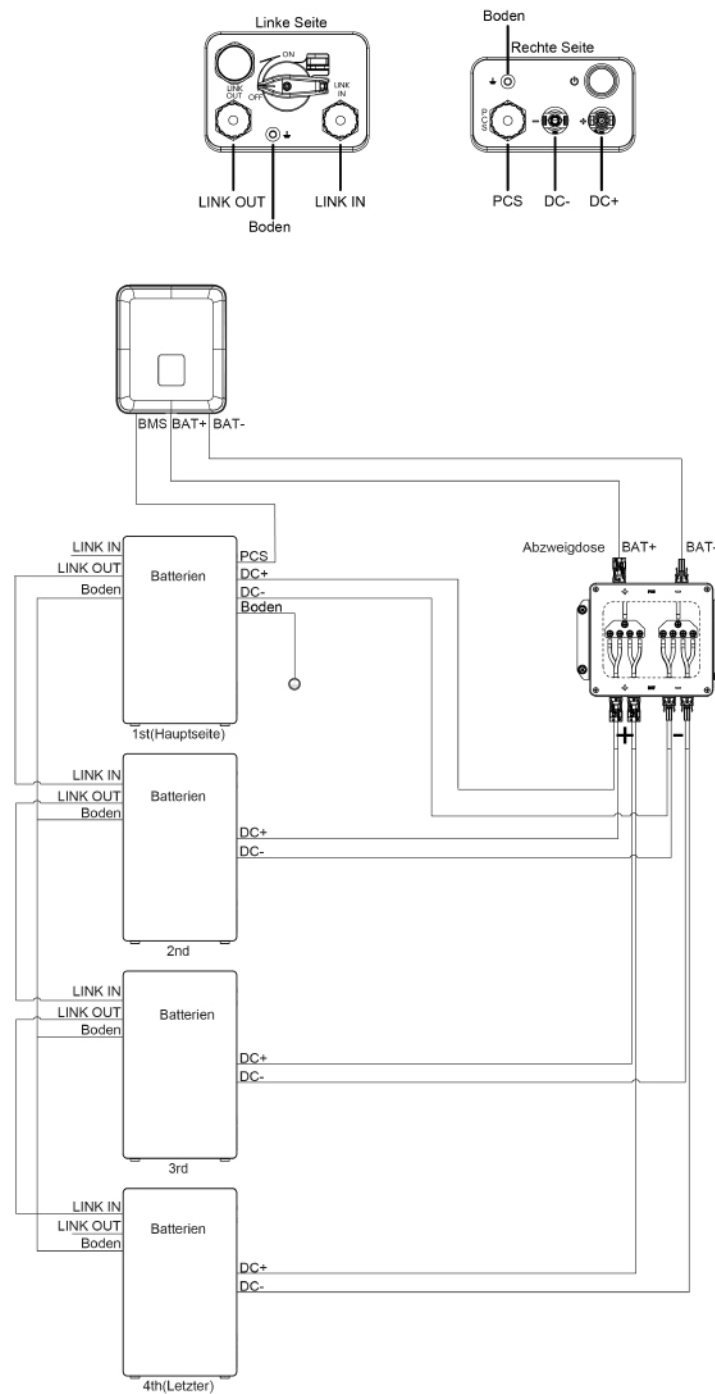 Linke Seite
ON
OFF
LINK
OUT
LINK
IN
LINK OUT
LINK IN
Boden
Boden
Rechte Seite
PCS
- +
PCS
DC-
DC+
BMS BAT+ BAT-
Abzweigdose
BAT+
BAT-
LINK IN
LINK OUT
Boden
Batterien
PCS
DC+
DC-
Boden
1st(Hauptseite)
+ -
LINK IN
LINK OUT
Boden
Batterien
DC+
DC-
2nd
LINK IN
LINK OUT
Boden
Batterien
DC+
DC-
3rd
LINK IN
LINK OUT
Boden
Batterien
DC+
DC-
4th(Letzter)